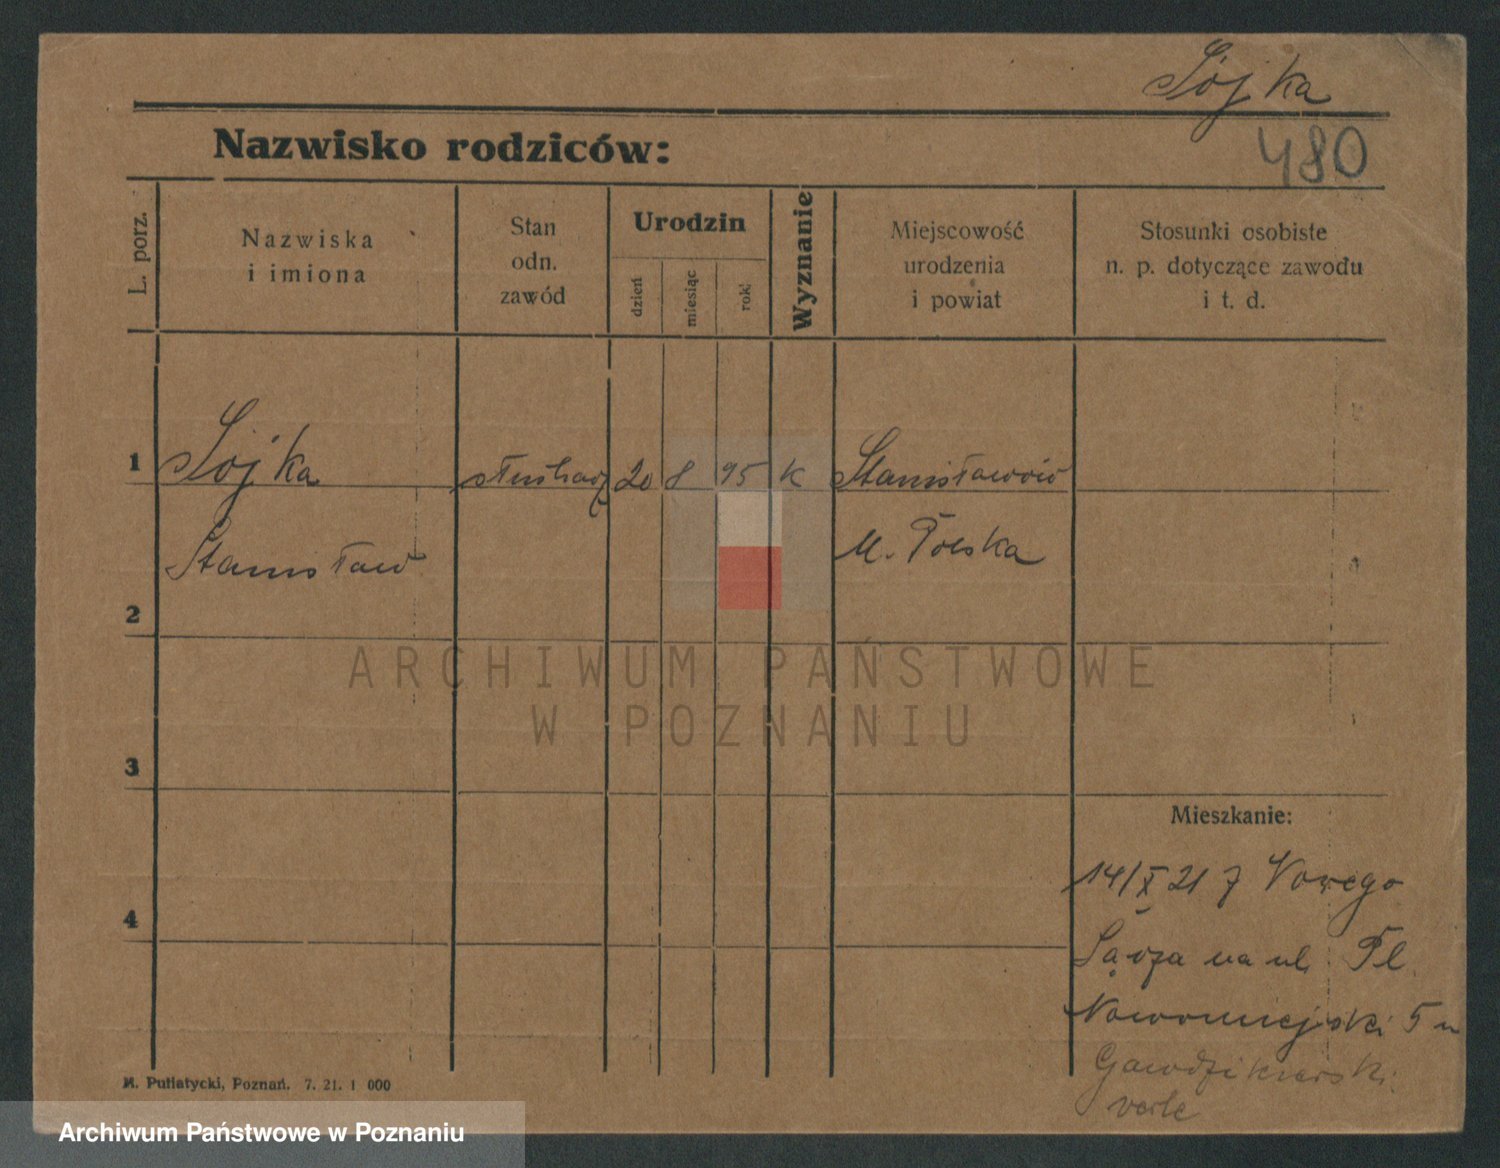 Sójka
480
Nazwisko rodziców:
L. porz.
Nazwiska
i imiona
Stan
odn.
zawód
Urodzin
dzień
miesiąc
rok
Wyznanie
Miejscowość
urodzenia
i powiat
Stosunki osobiste
n. p. dotyczące zawodu
i t. d.
1 Sójka słuchacz 20 8 95 K Stanisławów
Stanisław M. Polska
2
ARCHIWUM PAŃSTWOWE
W POZNANIU
3
Mieszkanie:
14/X 21 z Nowego
4
Sącza na ul. Pl.
Nowomiejski 5
M. Putiatycki, Poznań. 7. 21. 1 000
Archiwum Państwowe w Poznaniu